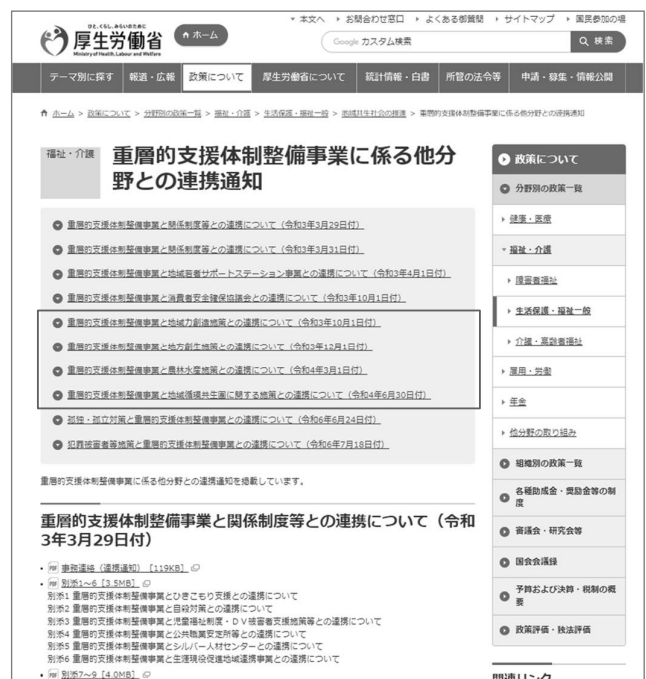 本文へ お問合わせ窓口 よくある御質問 サイトマップ 国民参加の場
ひと、くらし、みらいのために
厚生労働省
Ministry of Health, Labour and Welfare
ホーム
Google カスタム検索
検索
テーマ別に探す 報道・広報 政策について 厚生労働省について 統計情報・白書 所管の法令等 申請・募集・情報公開
ホーム > 政策について > 分野別の政策一覧 > 福祉・介護 > 生活保護・福祉一般 > 地域共生社会の推進 > 重層的支援体制整備事業に係る他分野との連携通知
福祉・介護
重層的支援体制整備事業に係る他分
野との連携通知
重層的支援体制整備事業と関係制度等との連携について（令和3年3月29日付）
重層的支援体制整備事業と関係制度等との連携について（令和3年3月31日付）
重層的支援体制整備事業と地域若者サポートステーション事業との連携について（令和3年4月1日付）
重層的支援体制整備事業と消費者安全確保協議会との連携について（令和3年10月1日付）
重層的支援体制整備事業と地域力創造施策との連携について（令和3年10月1日付）
重層的支援体制整備事業と地方創生施策との連携について（令和3年12月1日付）
重層的支援体制整備事業と農林水産施策との連携について（令和4年3月1日付）
重層的支援体制整備事業と地域循環共生圏に関する施策との連携について（令和4年6月30日付）
孤独・孤立対策と重層的支援体制整備事業との連携について（令和6年6月24日付）
犯罪被害者等施策と重層的支援体制整備事業との連携について（令和6年7月18日付）
重層的支援体制整備事業に係る他分野との連携通知を掲載しています。
重層的支援体制整備事業と関係制度等との連携について（令和
3年3月29日付）
・ PDF 事務連絡（連携通知） [119KB]
・ PDF 別添1～6 [3.5MB]
別添1 重層的支援体制整備事業とひきこもり支援との連携について
別添2 重層的支援体制整備事業と自殺対策との連携について
別添3 重層的支援体制整備事業と児童福祉制度・ＤＶ被害者支援施策等との連携について
別添4 重層的支援体制整備事業と公共職業安定所等との連携について
別添5 重層的支援体制整備事業とシルバー人材センターとの連携について
別添6 重層的支援体制整備事業と生涯現役促進地域連携事業との連携について
・ PDF 別添7～9 [4.0MB]
政策について
分野別の政策一覧
健康・医療
福祉・介護
障害者福祉
生活保護・福祉一般
介護・高齢者福祉
雇用・労働
年金
他分野の取り組み
組織別の政策一覧
各種助成金・奨励金等の制
度
審議会・研究会等
国会会議録
予算および決算・税制の概
要
政策評価・独法評価
関連リンク